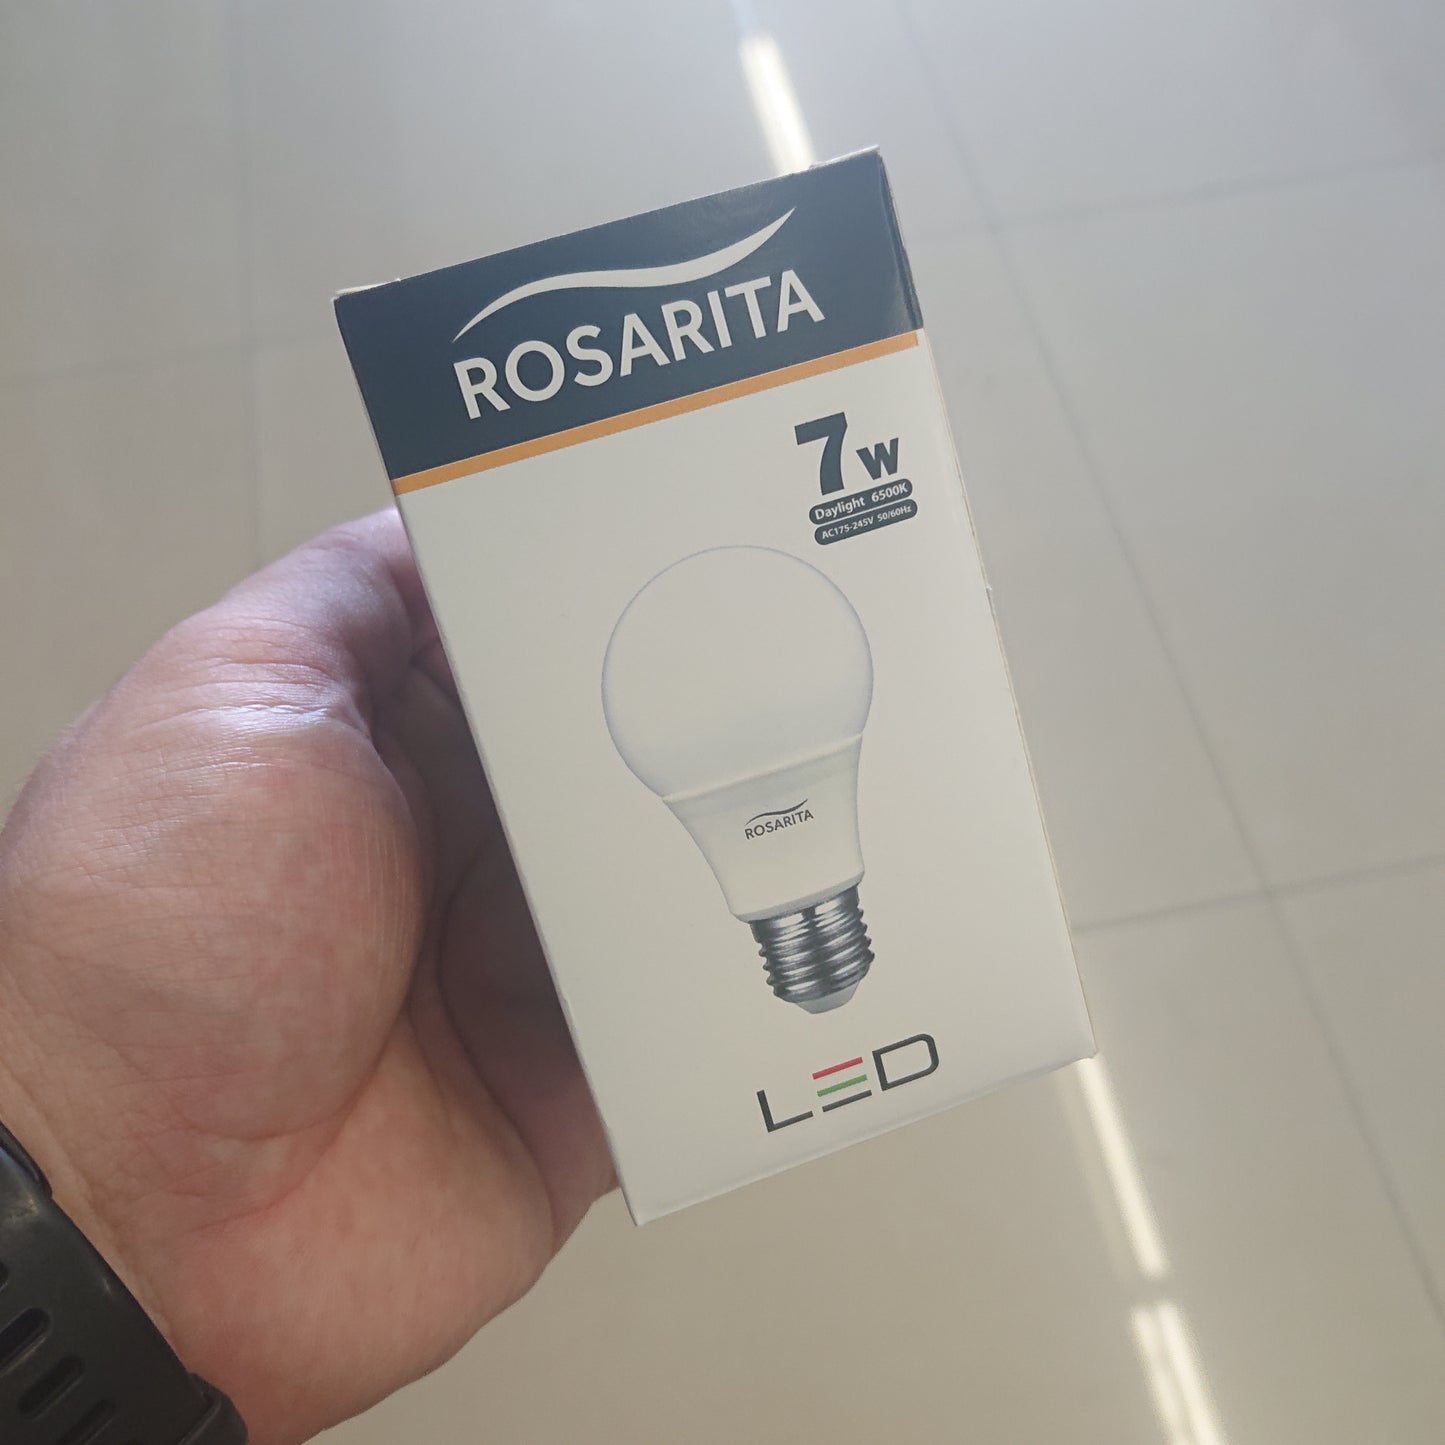 ROSARITA
7w
Daylight 6500K
AC175-245V 50/60Hz
ROSARITA
LED